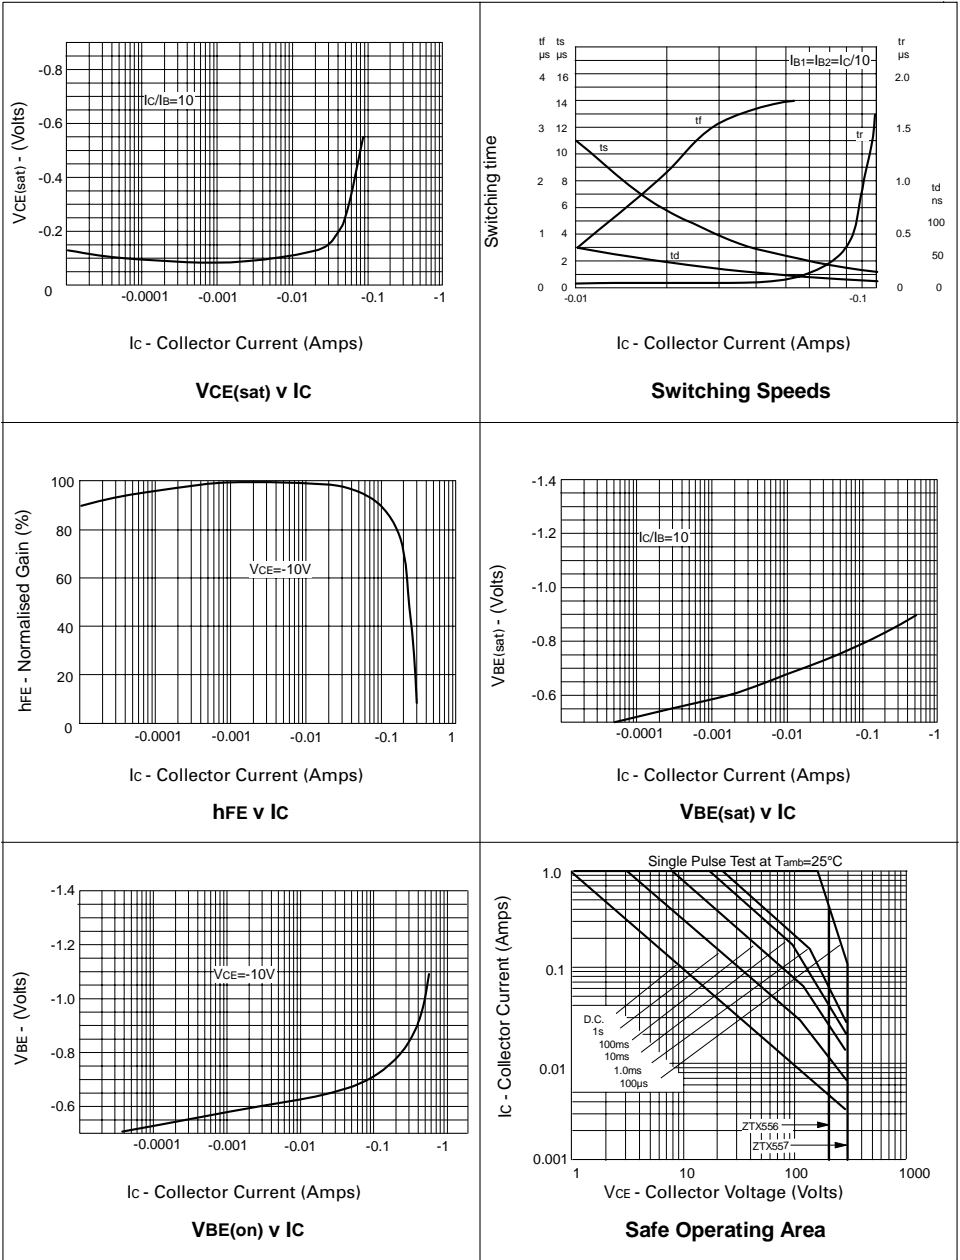 -0.8
-0.6
-0.4
-0.2
0
VCE(sat) - (Volts)
IC/IB=10
-0.0001 -0.001 -0.01 -0.1 -1
IC - Collector Current (Amps)
VCE(sat) v IC
tf ts
µs µs
4 16
14
3 12
10
2 8
6
1 4
2
0 0
Switching time
IB1=IB2=IC/10
tf
ts
td
tr
tr
µs
2.0
1.5
1.0
0.5
0
td
ns
100
50
0
-0.01 -0.1
IC - Collector Current (Amps)
Switching Speeds
100
80
60
40
20
0
hFE - Normalised Gain (%)
VCE=-10V
-0.0001 -0.001 -0.01 -0.1 1
IC - Collector Current (Amps)
hFE v IC
-1.4
-1.2
-1.0
-0.8
-0.6
VBE(sat) - (Volts)
IC/IB=10
-0.0001 -0.001 -0.01 -0.1 -1
IC - Collector Current (Amps)
VBE(sat) v IC
-1.4
-1.2
-1.0
-0.8
-0.6
VBE - (Volts)
VCE=-10V
-0.0001 -0.001 -0.01 -0.1 -1
IC - Collector Current (Amps)
VBE(on) v IC
Single Pulse Test at Tamb=25°C
1.0
0.1
0.01
0.001
IC - Collector Current (Amps)
D.C.
1s
100ms
10ms
1.0ms
100µs
ZTX556
ZTX557
1 10 100 1000
VCE - Collector Voltage (Volts)
Safe Operating Area